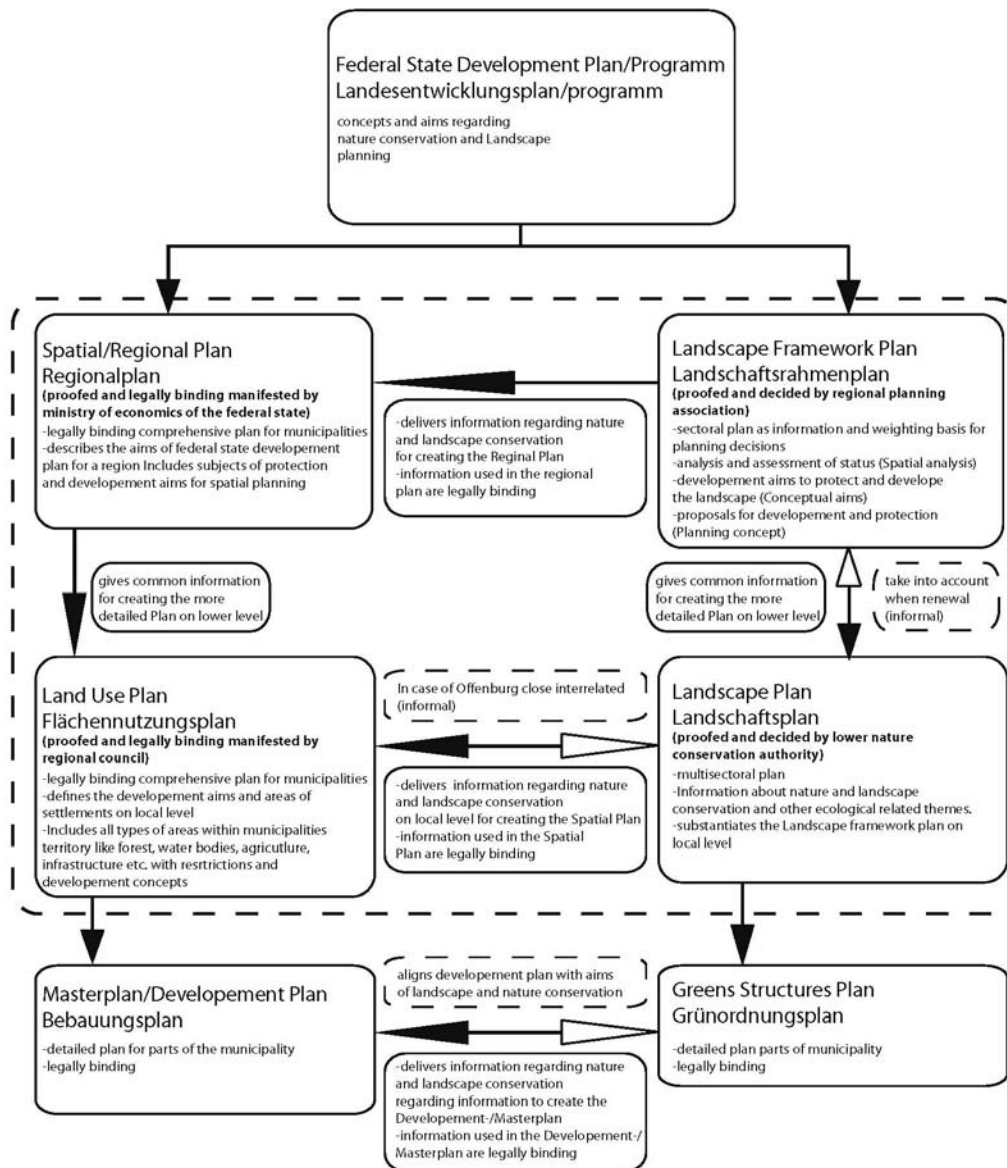 Federal State Development Plan/Programm
Landesentwicklungsplan/programm
concepts and aims regarding
nature conservation and Landscape
planning
Spatial/Regional Plan
Regionalplan
(proofed and legally binding manifested by
ministry of economics of the federal state)
-legally binding comprehensive plan for municipalities
-describes the aims of federal state developement
plan for a region Includes subjects of protection
and developement aims for spatial planning
-delivers information regarding nature
and landscape conservation
for creating the Reginal Plan
-information used in the regional
plan are legally binding
Landscape Framework Plan
Landschaftsrahmenplan
(proofed and decided by regional planning
association)
-sectoral plan as information and weighting basis for
planning decisions
-analysis and assessment of status (Spatial analysis)
-developement aims to protect and develope
the landscape (Conceptual aims)
-proposals for developement and protection
(Planning concept)
gives common information
for creating the more
detailed Plan on lower level
gives common information
for creating the more
detailed Plan on lower level
take into account
when renewal
(informal)
Land Use Plan
Flächennutzungsplan
(proofed and legally binding manifested by
regional council)
-legally binding comprehensive plan for municipalities
-defines the developement aims and areas of
settlements on local level
-Includes all types of areas within municipalities
territory like forest, water bodies, agricutlure,
infrastructure etc. with resrtrictions and
developement concepts
In case of Offenburg close interrelated
(informal)
-delivers information regarding nature
and landscape conservation
on local level for creating the Spatial Plan
-information used in the Spatial
Plan are legally binding
Landscape Plan
Landschaftsplan
(proofed and decided by lower nature
conservation authority)
-multisectoral plan
-Information about nature and landscape
conservation and other ecological related themes.
-substantiates the Landscape framework plan on
local level
Masterplan/Developement Plan
Bebauungsplan
-detailed plan for parts of the municipality
-legally binding
aligns developement plan with aims
of landscape and nature conservation
-delivers information regarding nature
and landscape conservation
regarding information to create the
Developement-/Masterplan
-information used in the Developement-/
Masterplan are legally binding
Greens Structures Plan
Grünordnungsplan
-detailed plan parts of municipality
-legally binding